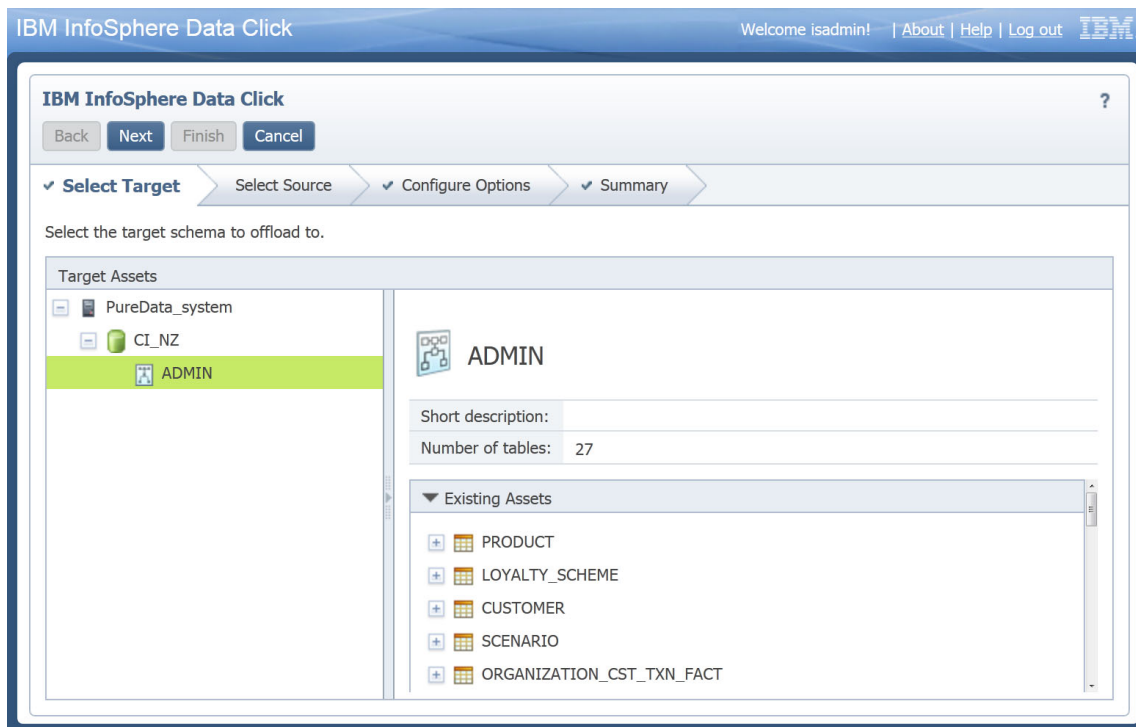 IBM InfoSphere Data Click
Welcome isadmin! | About | Help | Log out IBM
IBM InfoSphere Data Click ?
Back Next Finish Cancel
Select Target Select Source Configure Options Summary
Select the target schema to offload to.
Target Assets
PureData_system
CI_NZ
ADMIN
ADMIN
Short description:
Number of tables: 27
Existing Assets
PRODUCT
LOYALTY_SCHEME
CUSTOMER
SCENARIO
ORGANIZATION_CST_TXN_FACT